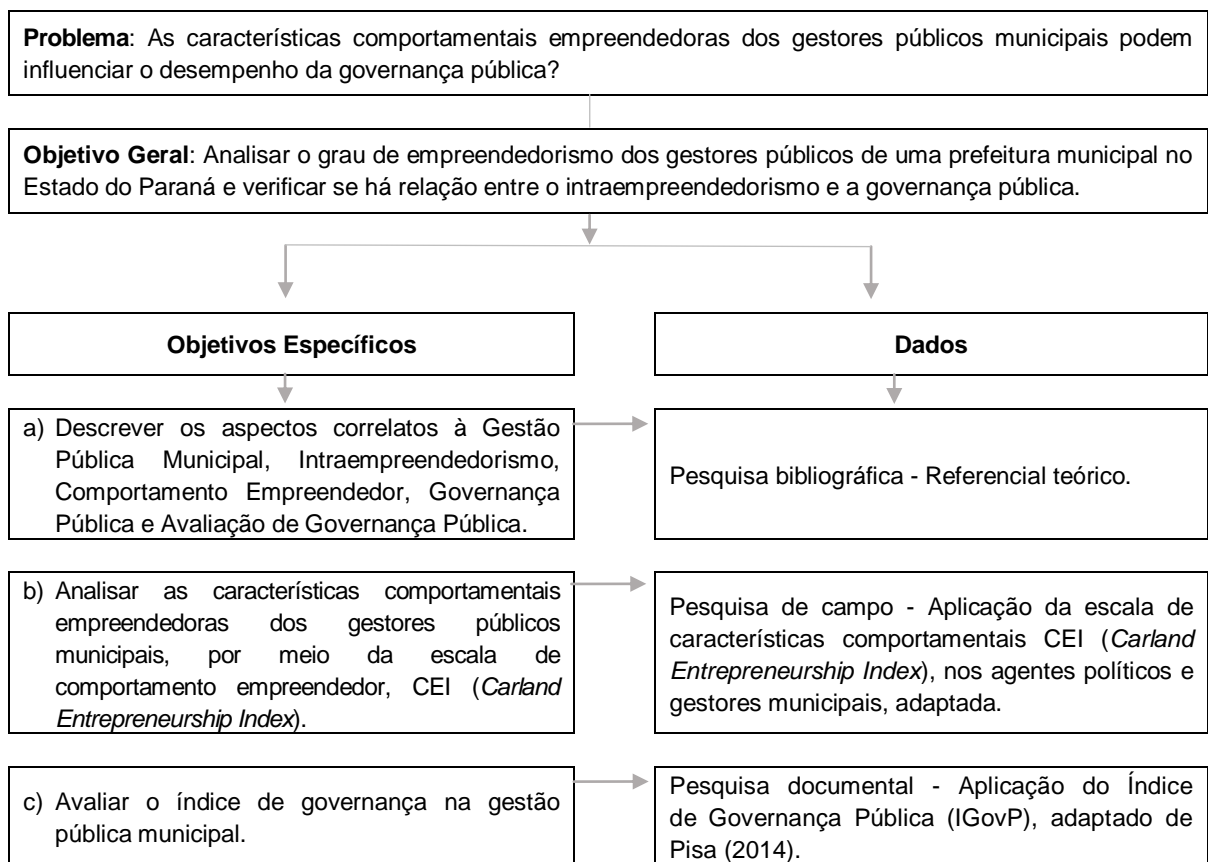 Problema: As características comportamentais empreendedoras dos gestores públicos municipais podem
influenciar o desempenho da governança pública?
Objetivo Geral: Analisar o grau de empreendedorismo dos gestores públicos de uma prefeitura municipal no
Estado do Paraná e verificar se há relação entre o intraempreendedorismo e a governança pública.
Objetivos Específicos
Dados
a) Descrever os aspectos correlatos à Gestão
Pública Municipal, Intraempreendedorismo,
Comportamento Empreendedor, Governança
Pública e Avaliação de Governança Pública.
Pesquisa bibliográfica - Referencial teórico.
b) Analisar as características comportamentais
empreendedoras dos gestores públicos
municipais, por meio da escala de
comportamento empreendedor, CEI (Carland
Entrepreneurship Index).
Pesquisa de campo - Aplicação da escala de
características comportamentais CEI (Carland
Entrepreneurship Index), nos agentes políticos e
gestores municipais, adaptada.
c) Avaliar o índice de governança na gestão
pública municipal.
Pesquisa documental - Aplicação do Índice
de Governança Pública (IGovP), adaptado de
Pisa (2014).